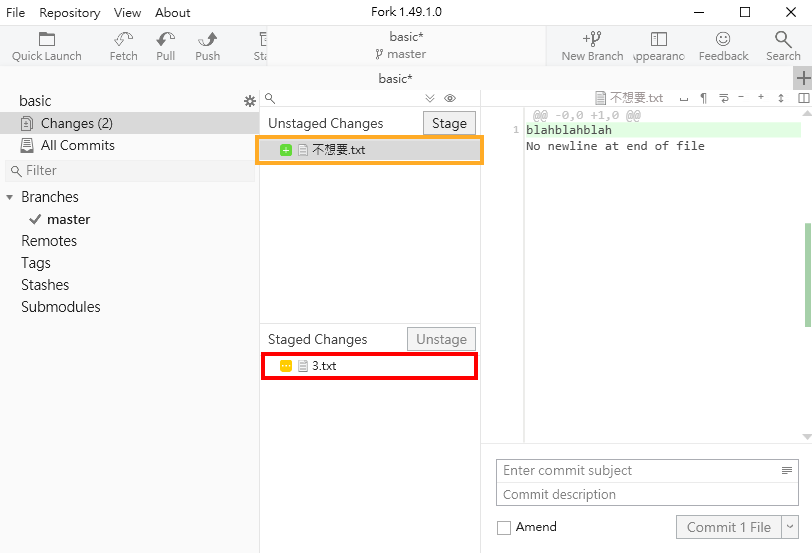 File Repository View About Fork 1.49.1.0
Quick Launch Fetch Pull Push Sta basic* master New Branch Appearanc Feedback Search
basic*
basic
Changes (2)
All Commits
Filter
Branches
master
Remotes
Tags
Stashes
Submodules
Unstaged Changes Stage
不想要.txt
Staged Changes Unstage
3.txt
不想要.txt
@@ -0,0 +1,0 @@
1 blahblahblah
No newline at end of file
Enter commit subject
Commit description
Amend Commit 1 File